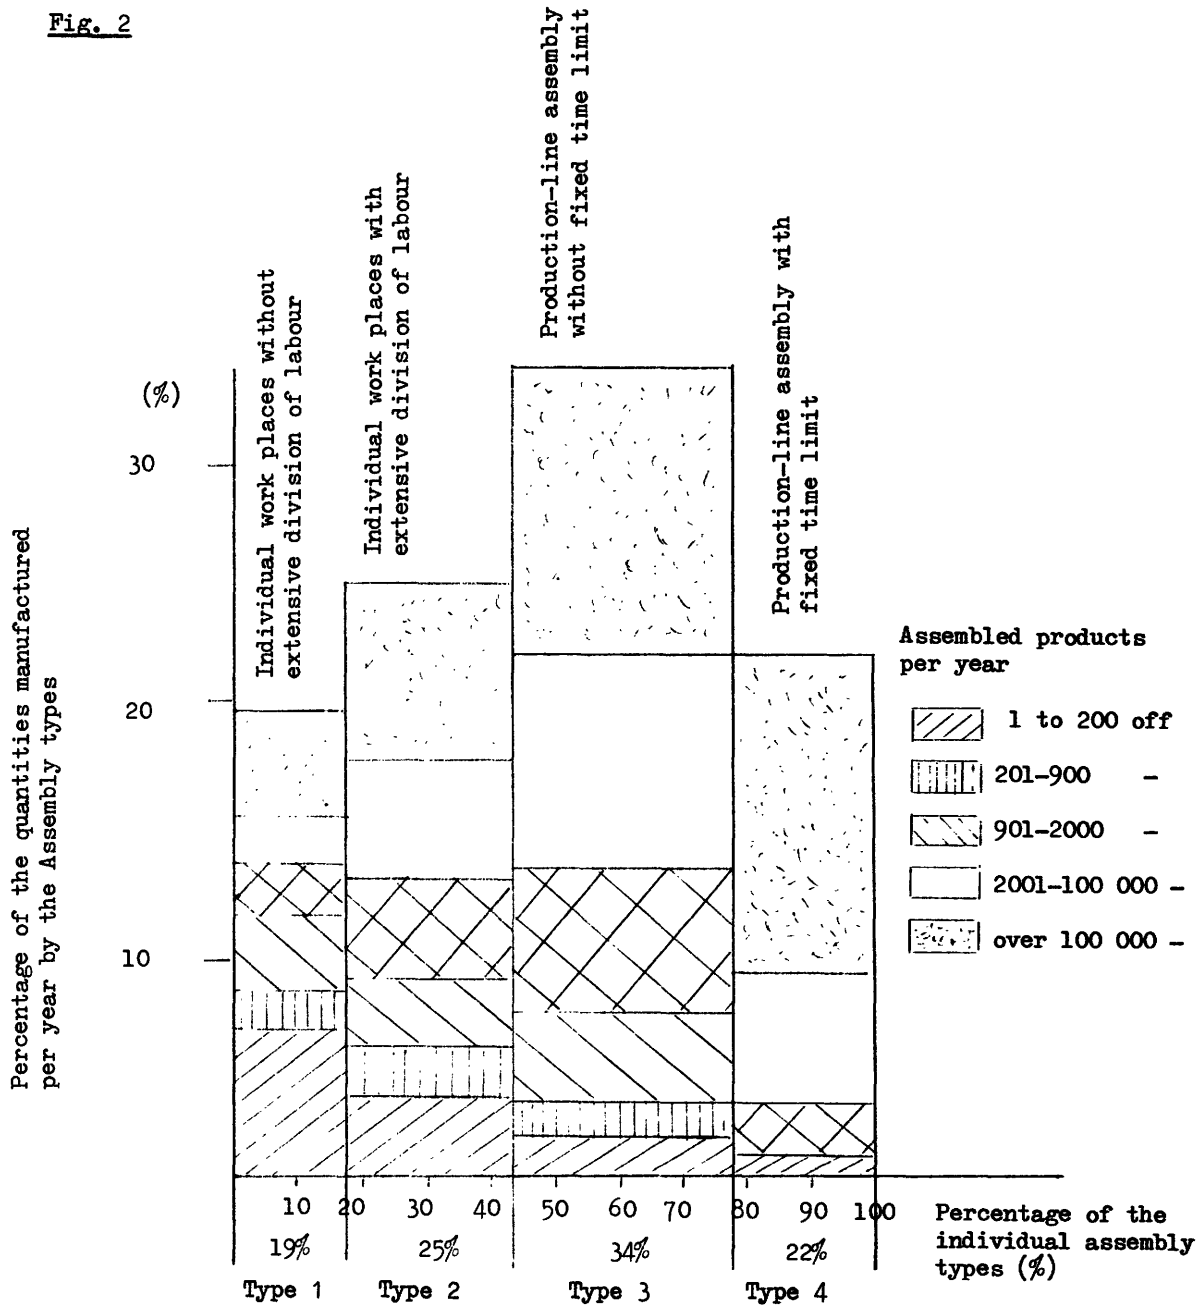 Fig. 2
Individual work places without
extensive division of labour
Individual work places with
extensive division of labour
Production-line assembly
without fixed time limit
Production-line assembly with
fixed time limit
(%)
30
20
10
Percentage of the quantities manufactured
per year by the Assembly types
Assembled products
per year
1 to 200 off
201-900 -
901-2000 -
2001-100 000 -
over 100 000 -
10 20 30 40 50 60 70 80 90 100
Percentage of the
individual assembly
types (%)
19% 25% 34% 22%
Type 1 Type 2 Type 3 Type 4